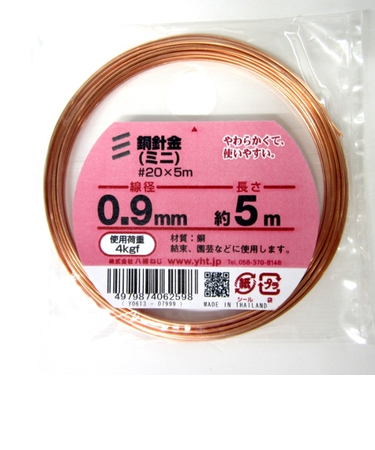 銅針金
(ミニ)
#20×5m
やわらかくて、
使いやすい。
線径
0.9mm
長さ
約5m
使用荷重
4kgf
材質:銅
結束、園芸などに使用します。
株式会社八幡ねじ www.yht.jp Tel.058-370-8148
4979874062598
(Y0613-07999)
紙
シール
プラ
袋
MADE IN THAILAND